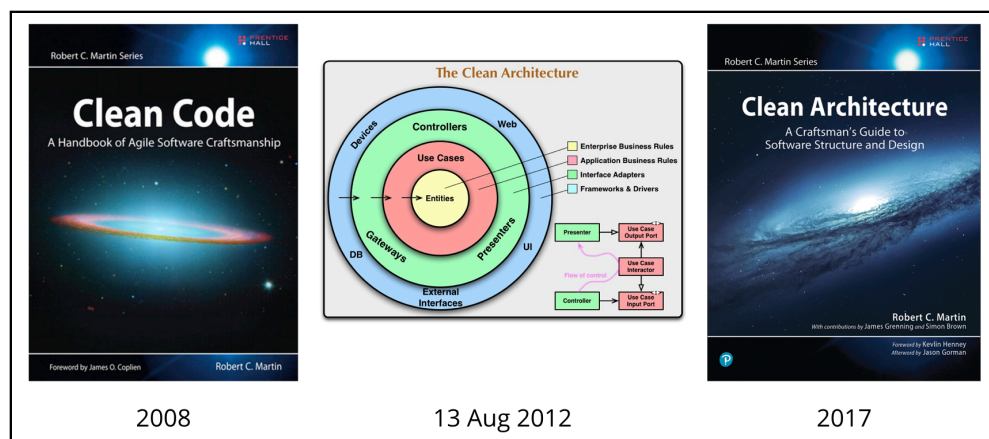 PRENTICE
HALL
Robert C. Martin Series
Clean Code
A Handbook of Agile Software Craftsmanship
Foreword by James O. Coplien
Robert C. Martin
2008
The Clean Architecture
Devices
Web
Controllers
Use Cases
Entities
Gateways
Presenters
DB
UI
External
Interfaces
Enterprise Business Rules
Application Business Rules
Interface Adapters
Frameworks & Drivers
Presenter
Use Case
Output Port
Use Case
Interactor
Flow of control
Controller
Use Case
Input Port
<I>
<I>
13 Aug 2012
PRENTICE
HALL
Robert C. Martin Series
Clean Architecture
A Craftsman's Guide to
Software Structure and Design
Robert C. Martin
With contributions by James Grenning and Simon Brown
Foreword by Kevlin Henney
Afterword by Jason Gorman
P
2017